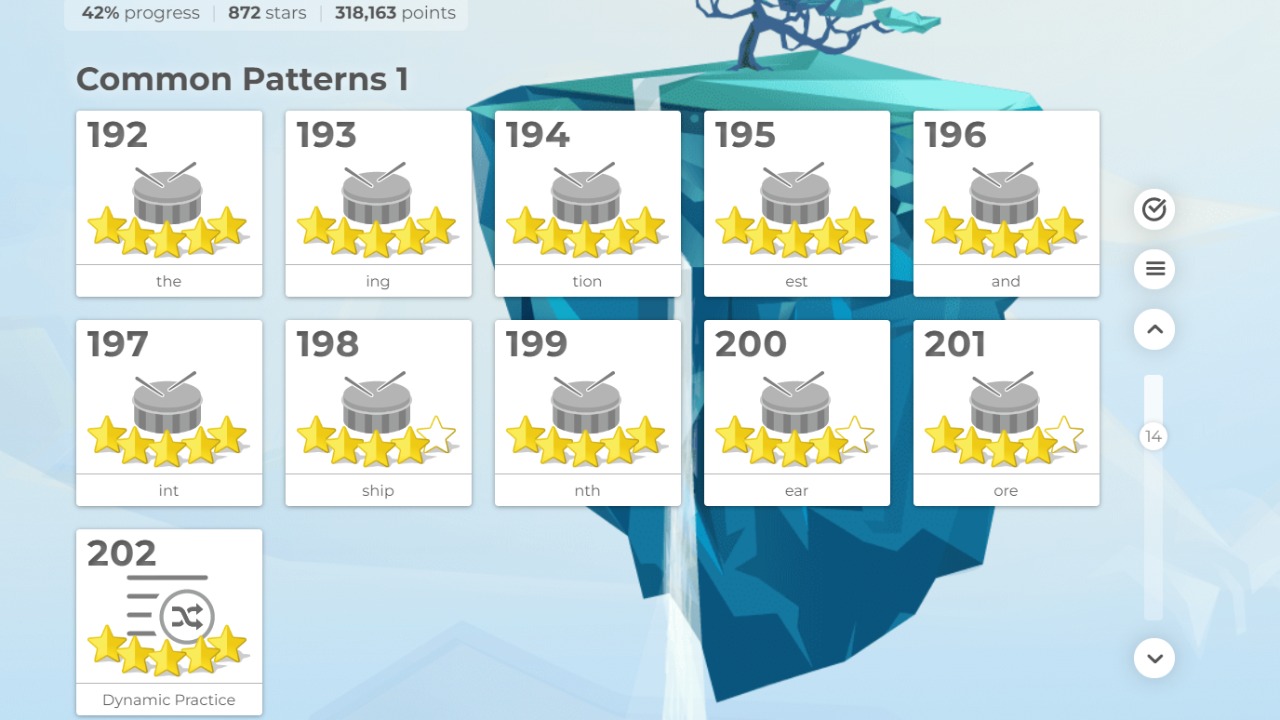 42% progress | 872 stars | 318,163 points
Common Patterns 1
192 193 194 195 196
the ing tion est and
197 198 199 200 201
int ship nth ear ore
14
202
Dynamic Practice